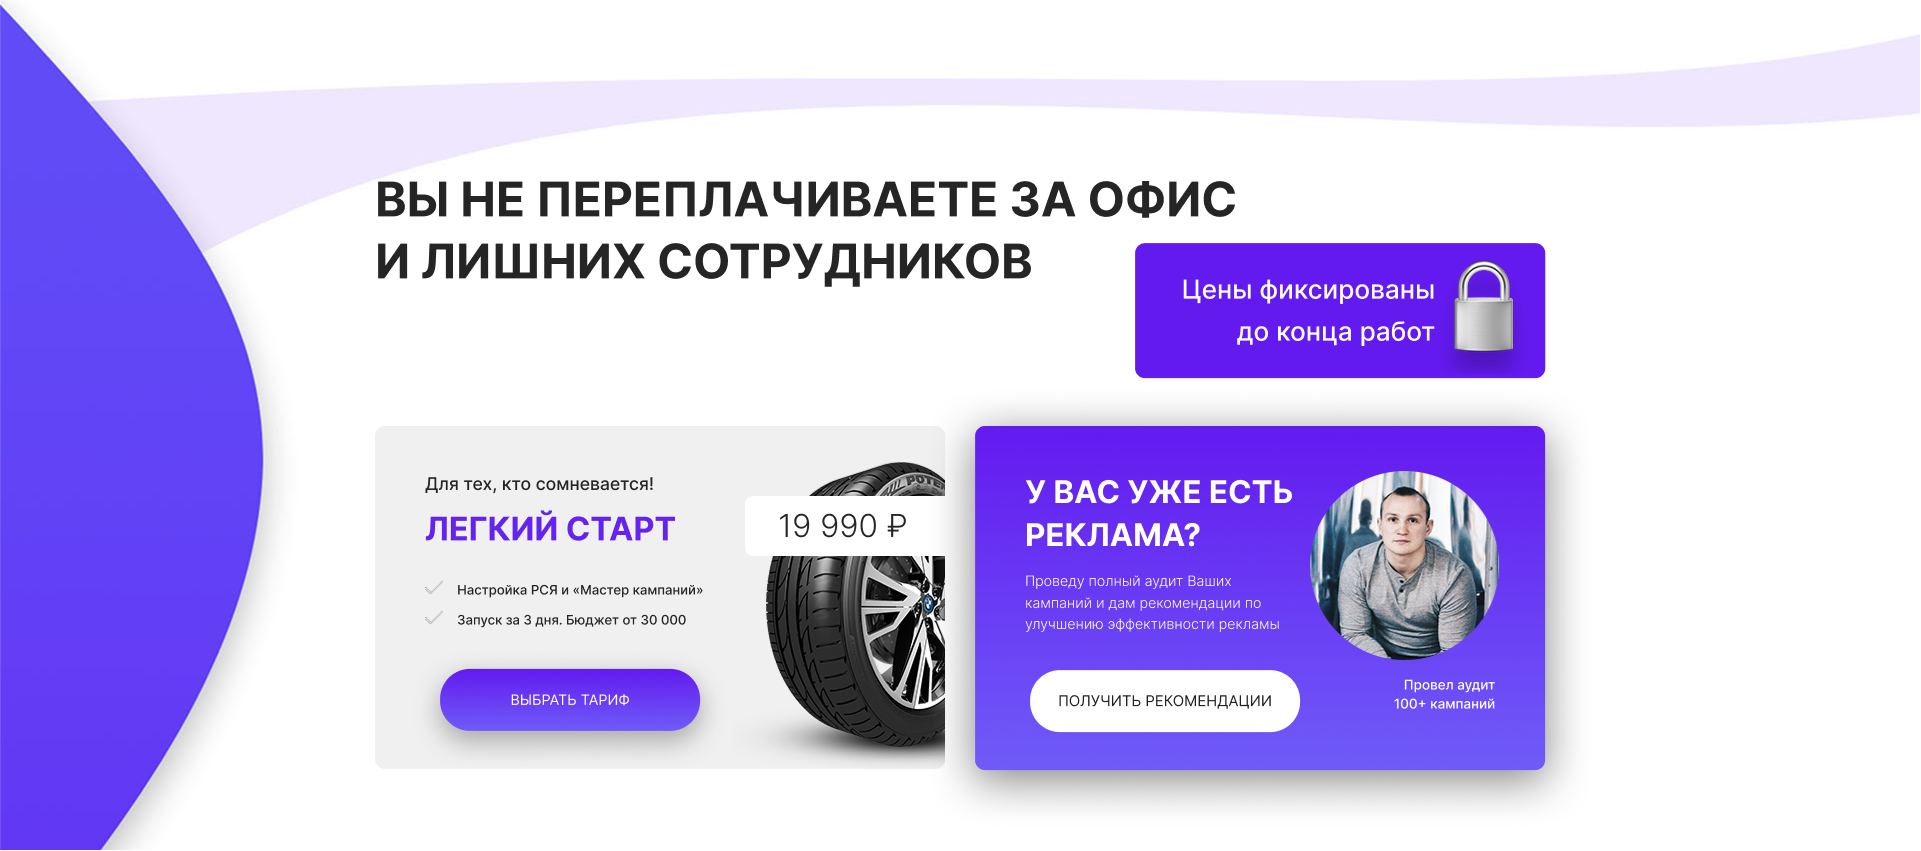 ВЫ НЕ ПЕРЕПЛАЧИВАЕТЕ ЗА ОФИС
И ЛИШНИХ СОТРУДНИКОВ
Цены фиксированы
до конца работ
Для тех, кто сомневается!
ЛЕГКИЙ СТАРТ
19 990 ₽
Настройка РСЯ и «Мастер кампаний»
Запуск за 3 дня. Бюджет от 30 000
ВЫБРАТЬ ТАРИФ
У ВАС УЖЕ ЕСТЬ
РЕКЛАМА?
Проведу полный аудит Ваших
кампаний и дам рекомендации по
улучшению эффективности рекламы
ПОЛУЧИТЬ РЕКОМЕНДАЦИИ
Провел аудит
100+ кампаний